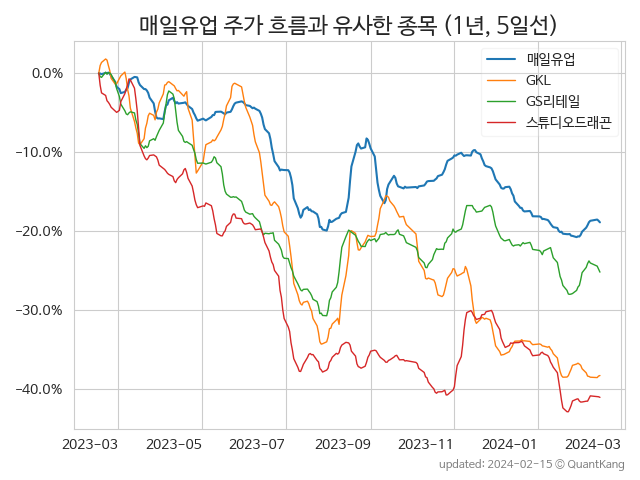 매일유업 주가 흐름과 유사한 종목 (1년, 5일선)
매일유업
GKL
GS리테일
스튜디오드래곤
0.0%
−10.0%
−20.0%
−30.0%
−40.0%
2023-03 2023-05 2023-07 2023-09 2023-11 2024-01 2024-03
updated: 2024-02-15 © QuantKang